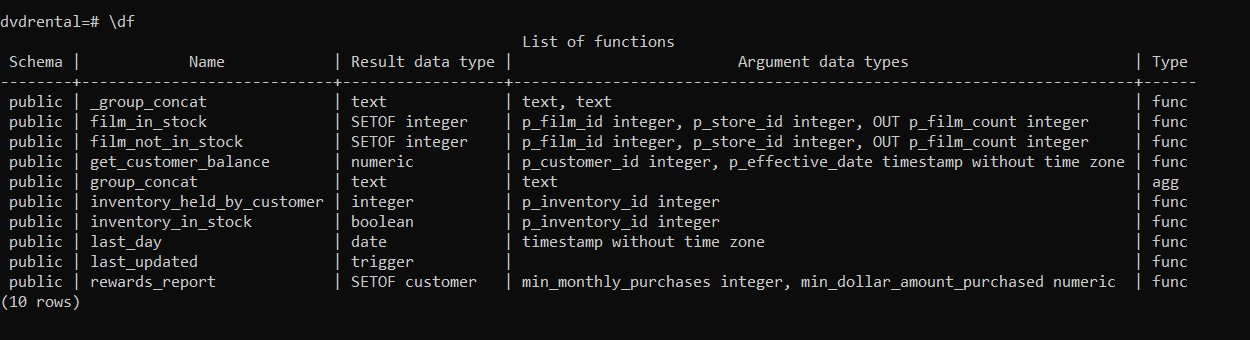 dvdrental=# \df
                                                               List of functions
 Schema |            Name            | Result data type |                         Argument data types                         | Type
--------+----------------------------+------------------+---------------------------------------------------------------------+------
 public | _group_concat              | text             | text, text                                                          | func
 public | film_in_stock              | SETOF integer    | p_film_id integer, p_store_id integer, OUT p_film_count integer     | func
 public | film_not_in_stock          | SETOF integer    | p_film_id integer, p_store_id integer, OUT p_film_count integer     | func
 public | get_customer_balance       | numeric          | p_customer_id integer, p_effective_date timestamp without time zone | func
 public | group_concat               | text             | text                                                                | agg
 public | inventory_held_by_customer | integer          | p_inventory_id integer                                              | func
 public | inventory_in_stock         | boolean          | p_inventory_id integer                                              | func
 public | last_day                   | date             | timestamp without time zone                                         | func
 public | last_updated               | trigger          |                                                                     | func
 public | rewards_report             | SETOF customer   | min_monthly_purchases integer, min_dollar_amount_purchased numeric  | func
(10 rows)